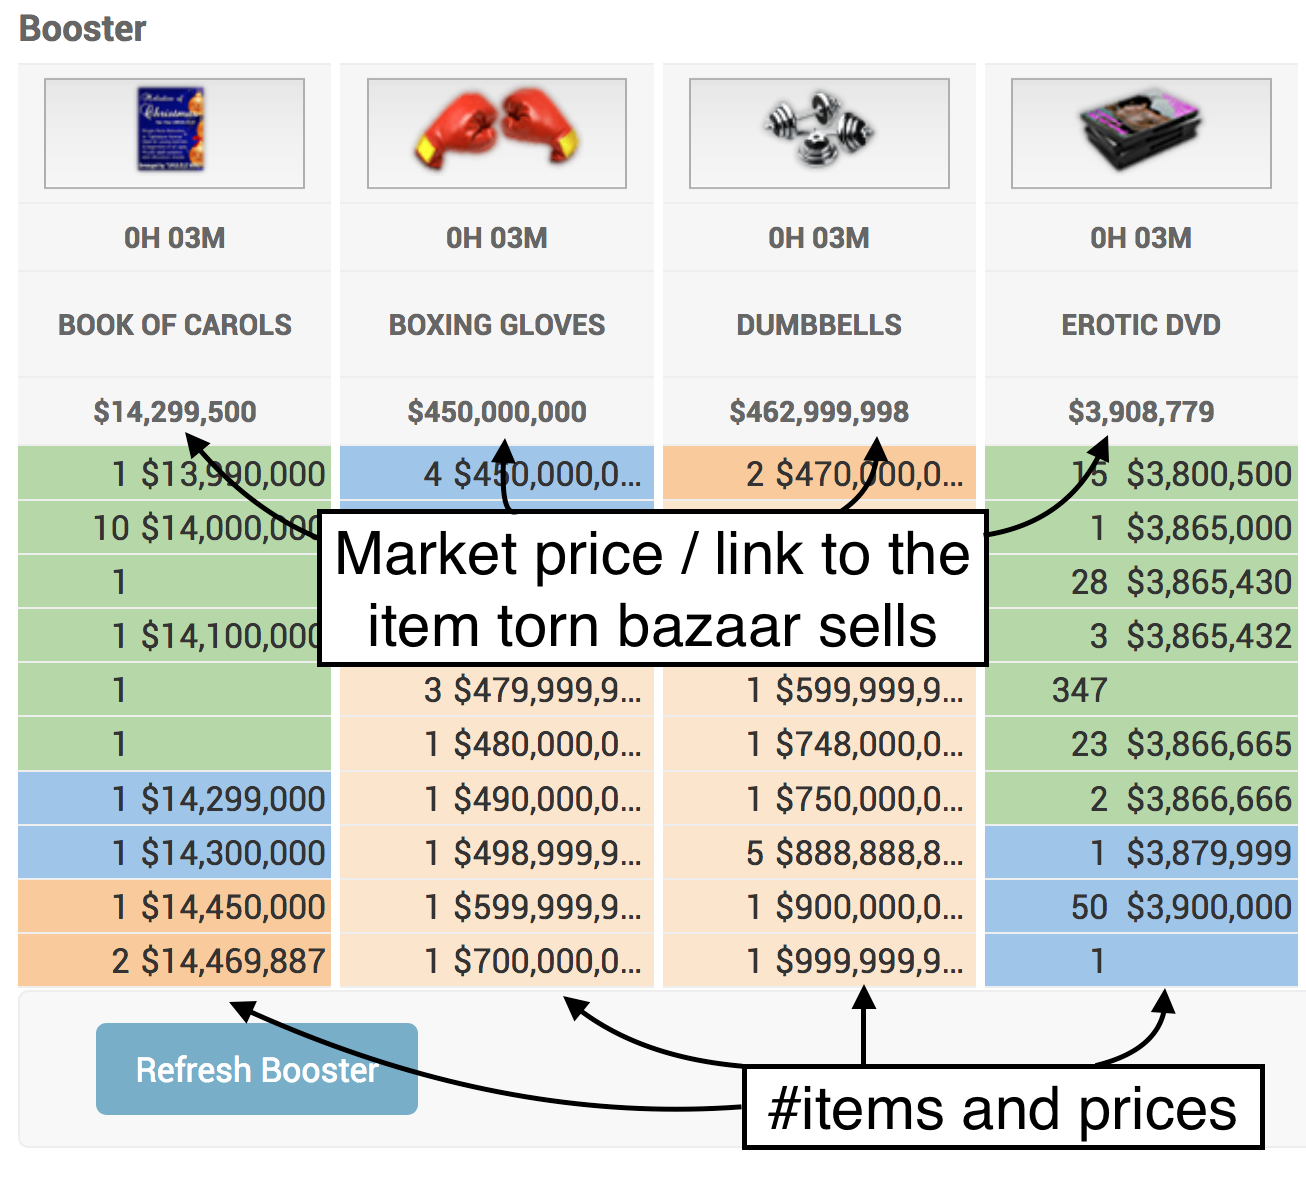 Booster
Christmas
0H 03M 0H 03M 0H 03M 0H 03M
BOOK OF CAROLS BOXING GLOVES DUMBBELLS EROTIC DVD
$14,299,500 $450,000,000 $462,999,998 $3,908,779
1 $13,990,000 4 $450,000,0... 2 $470,000,0... 15 $3,800,500
10 $14,000,000 1 $3,865,000
Market price / link to the
1 28 $3,865,430
item torn bazaar sells
1 $14,100,000 3 $3,865,432
1 3 $479,999,9... 1 $599,999,9... 347
1 1 $480,000,0... 1 $748,000,0... 23 $3,866,665
1 $14,299,000 1 $490,000,0... 1 $750,000,0... 2 $3,866,666
1 $14,300,000 1 $498,999,9... 5 $888,888,8... 1 $3,879,999
1 $14,450,000 1 $599,999,9... 1 $900,000,0... 50 $3,900,000
2 $14,469,887 1 $700,000,0... 1 $999,999,9... 1
Refresh Booster
#items and prices